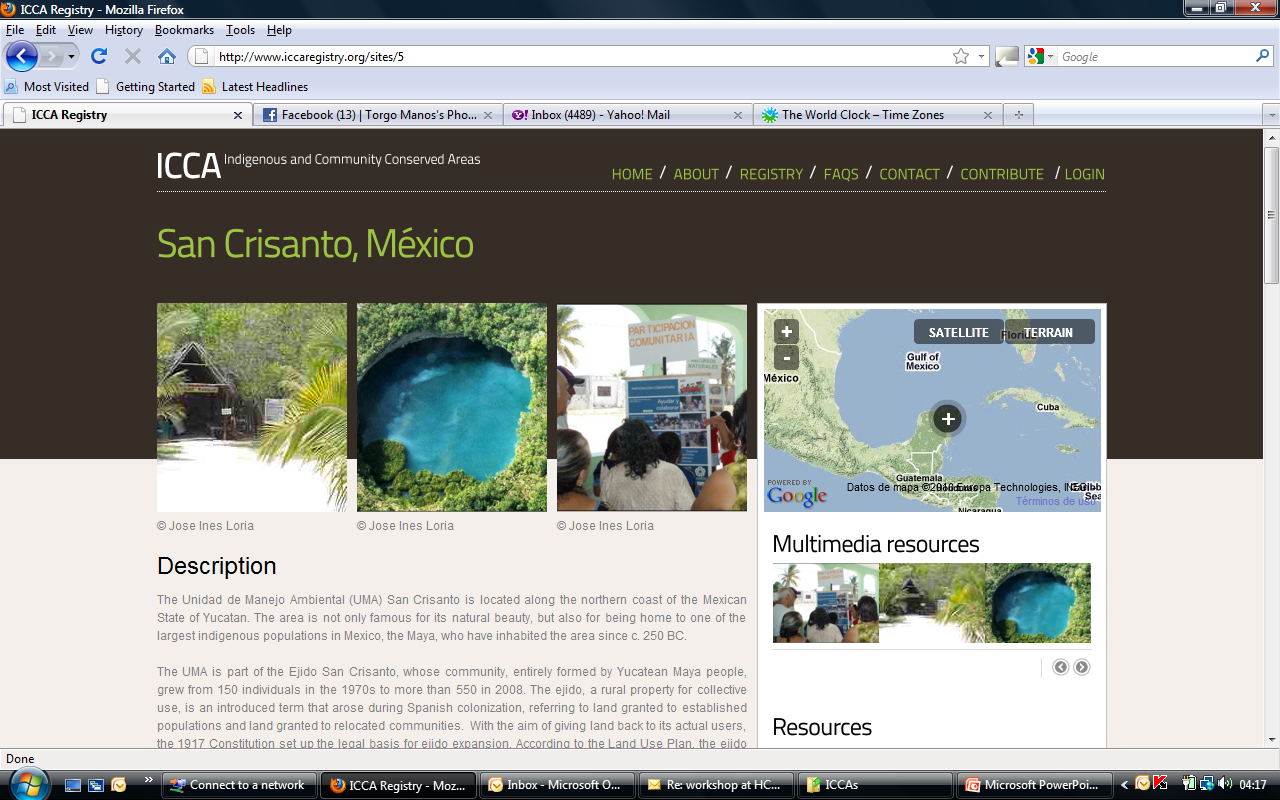 ICCA Registry - Mozilla Firefox
File Edit View History Bookmarks Tools Help
http://www.iccaregistry.org/sites/5
Google
Most Visited Getting Started Latest Headlines
ICCA Registry
Facebook (13) | Torgo Manos's Pho...
Inbox (4489) - Yahoo! Mail
The World Clock – Time Zones
ICCA Indigenous and Community Conserved Areas
HOME / ABOUT / REGISTRY / FAQS / CONTACT / CONTRIBUTE / LOGIN
San Crisanto, México
PARTICIPACION
COMUNITARIA
© Jose Ines Loria
© Jose Ines Loria
© Jose Ines Loria
+
-
SATELLITE
TERRAIN
Gulf of
Mexico
México
Cuba
Guatemala
Nicaragua
POWERED BY
Google
Datos de mapa Europa Technologies,
Términos de uso
Description
The Unidad de Manejo Ambiental (UMA) San Crisanto is located along the northern coast of the Mexican
State of Yucatan. The area is not only famous for its natural beauty, but also for being home to one of the
largest indigenous populations in Mexico, the Maya, who have inhabited the area since c. 250 BC.
The UMA is part of the Ejido San Crisanto, whose community, entirely formed by Yucatean Maya people,
grew from 150 individuals in the 1970s to more than 550 in 2008. The ejido, a rural property for collective
use, is an introduced term that arose during Spanish colonization, referring to land granted to established
populations and land granted to relocated communities. With the aim of giving land back to its actual users,
the 1917 Constitution set up the legal basis for ejido expansion. According to the Land Use Plan, the ejido
Multimedia resources
Resources
Done
Connect to a network
ICCA Registry - Moz...
Inbox - Microsoft O...
Re: workshop at HC...
ICCAs
Microsoft PowerPoi...
04:17